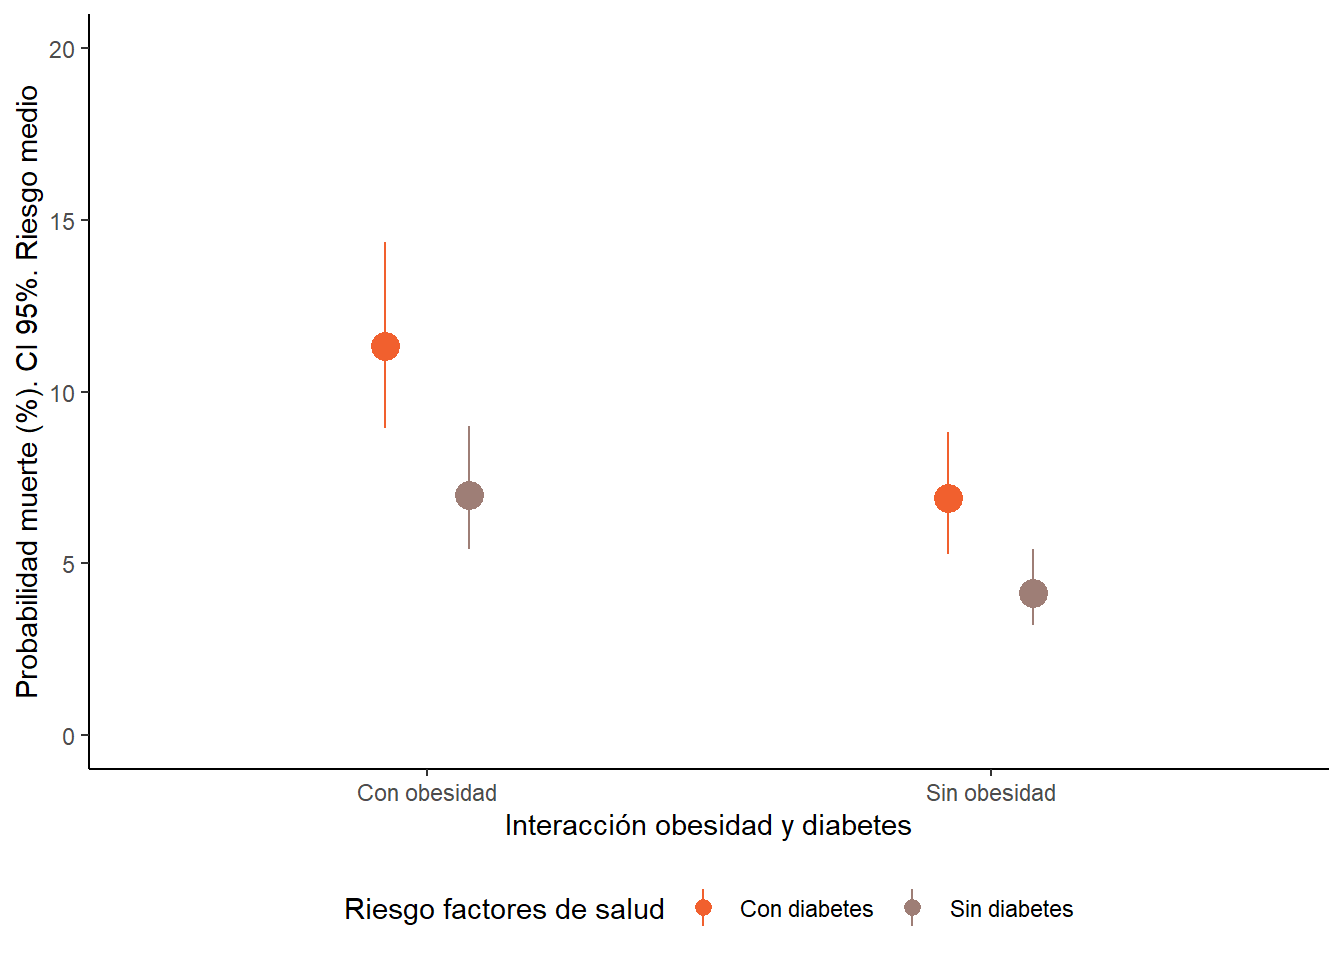 Probabilidad muerte (%). CI 95%. Riesgo medio
20
15
10
5
0
Con obesidad
Sin obesidad
Interacción obesidad y diabetes
Riesgo factores de salud
Con diabetes
Sin diabetes